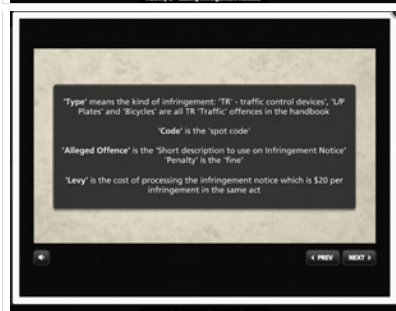 'Type' means the kind of infringement: 'TR' - traffic control devices', 'L/P
Plates' and 'Bicycles' are all TR 'Traffic' offences in the handbook
'Code' is the 'spot code'
'Alleged Offence' is the 'Short description to use on Infringement Notice'
'Penalty' is the 'fine'
'Levy' is the cost of processing the infringement notice which is $20 per
infringement in the same act
PREV
NEXT